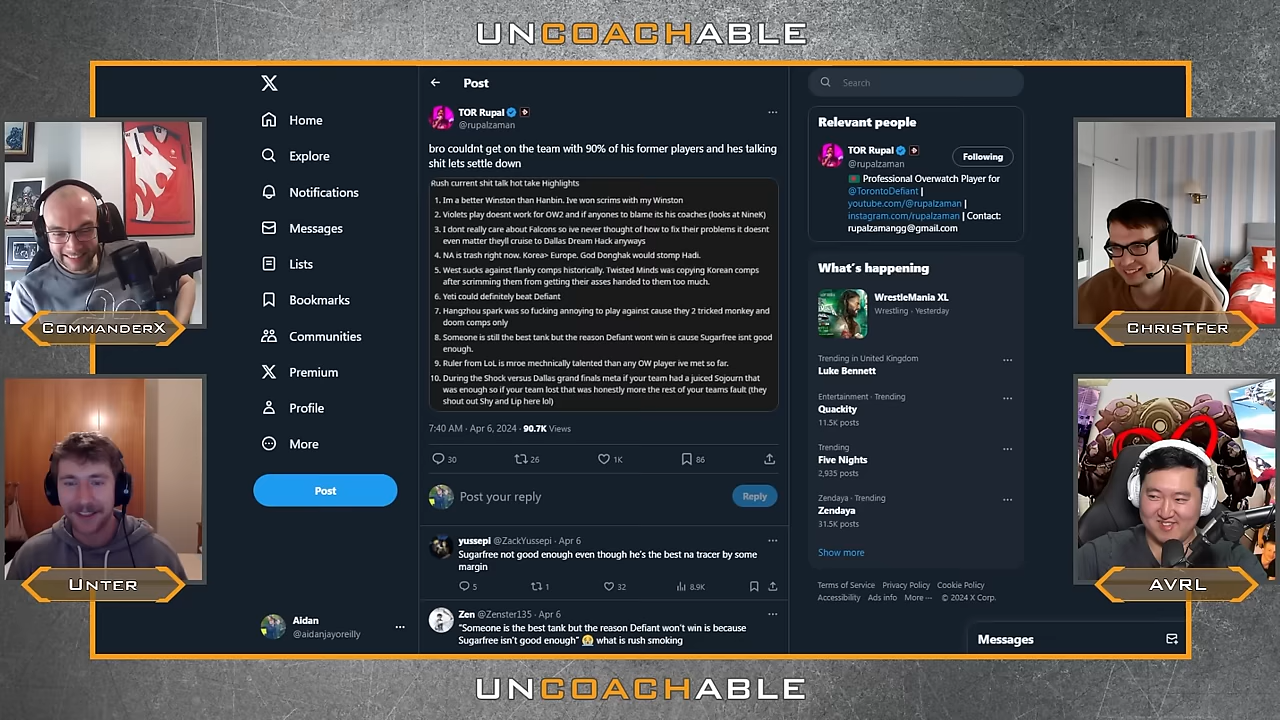 UNCOACHABLE
X
Home
Explore
Notifications
Messages
Lists
Bookmarks
Communities
Premium
Profile
More
Post
Aidan
@aidanjayoreilly
Post
TOR Rupal
@rupalzaman
bro couldnt get on the team with 90% of his former players and hes talking
shit lets settle down
Rush current shit talk hot take Highlights
1. Im a better Winston than Hanbin. Ive won scrims with my Winston
2. Violets play doesnt work for OW2 and if anyones to blame its his coaches (looks at NineK)
3. I dont really care about Falcons so ive never thought of how to fix their problems it doesnt
even matter theyll cruise to Dallas Dream Hack anyways
4. NA is trash right now. Korea> Europe. God Donghak would stomp Hadi.
5. West sucks against flanky comps historically. Twisted Minds was copying Korean comps
after scrimming them from getting their asses handed to them too much.
6. Yeti could definitely beat Defiant
7. Hangzhou spark was so fucking annoying to play against cause they 2 tricked monkey and
doom comps only
8. Someone is still the best tank but the reason Defiant wont win is cause Sugarfree isnt good
enough.
9. Ruler from LoL is mroe mechnically talented than any OW player ive met so far.
10. During the Shock versus Dallas grand finals meta if your team had a juiced Sojourn that
was enough so if your team lost that was honestly more the rest of your teams fault (they
shout out Shy and Lip here lol)
7:40 AM · Apr 6, 2024 · 90.7K Views
30 26 1K 86
Post your reply
Reply
yussepi @ZackYussepi · Apr 6
Sugarfree not good enough even though he's the best na tracer by some
margin
5 1 32 8.9K
Zen @Zenster135 · Apr 6
"Someone is the best tank but the reason Defiant won't win is because
Sugarfree isn't good enough" 😭 what is rush smoking
Search
Relevant people
TOR Rupal
@rupalzaman
Following
🇧🇩 Professional Overwatch Player for
@TorontoDefiant |
youtube.com/@rupalzaman |
instagram.com/rupalzaman | Contact:
rupalzamangg@gmail.com
What's happening
WrestleMania XL
Wrestling · Yesterday
Trending in United Kingdom
Luke Bennett
Entertainment · Trending
Quackity
11.5K posts
Trending
Five Nights
2,935 posts
Zendaya · Trending
Zendaya
31.5K posts
Show more
Terms of Service Privacy Policy Cookie Policy
Accessibility Ads info More ··· © 2024 X Corp.
Messages
COMMANDERX
UNTER
CHRISTFER
AVRL
UNCOACHABLE